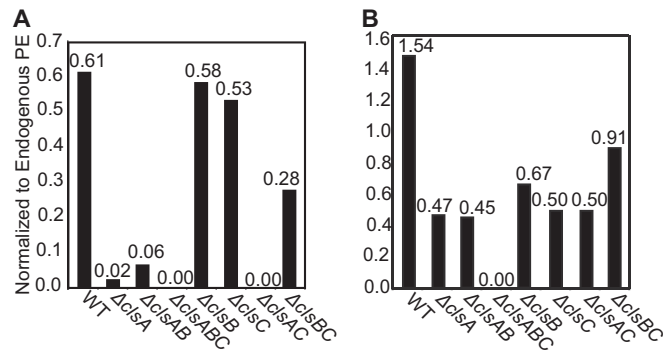 A
Normalized to Endogenous PE
0.7
0.6
0.5
0.4
0.3
0.2
0.1
0.0
0.61
0.02
0.06
0.00
0.58
0.53
0.00
0.28
WT
ΔclsA
ΔclsAB
ΔclsABC
ΔclsB
ΔclsC
ΔclsAC
ΔclsBC
B
1.6
1.4
1.2
1.0
0.8
0.6
0.4
0.2
0.0
1.54
0.47
0.45
0.00
0.67
0.50
0.50
0.91
WT
ΔclsA
ΔclsAB
ΔclsABC
ΔclsB
ΔclsC
ΔclsAC
ΔclsBC